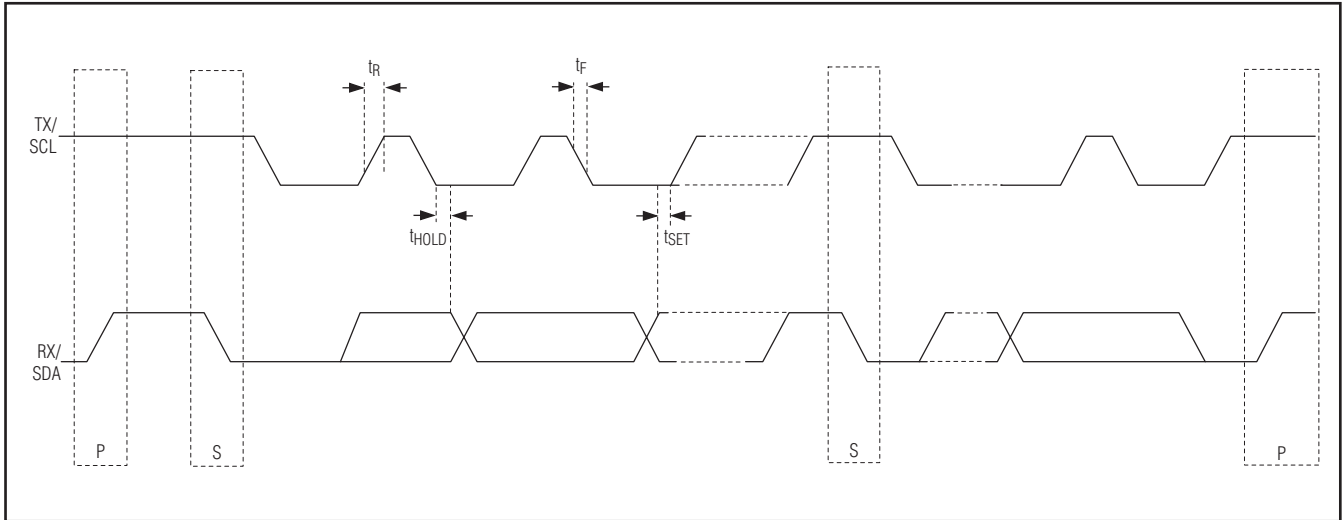 tR
tF
TX/
SCL
tHOLD
tSET
RX/
SDA
P
S
S
P